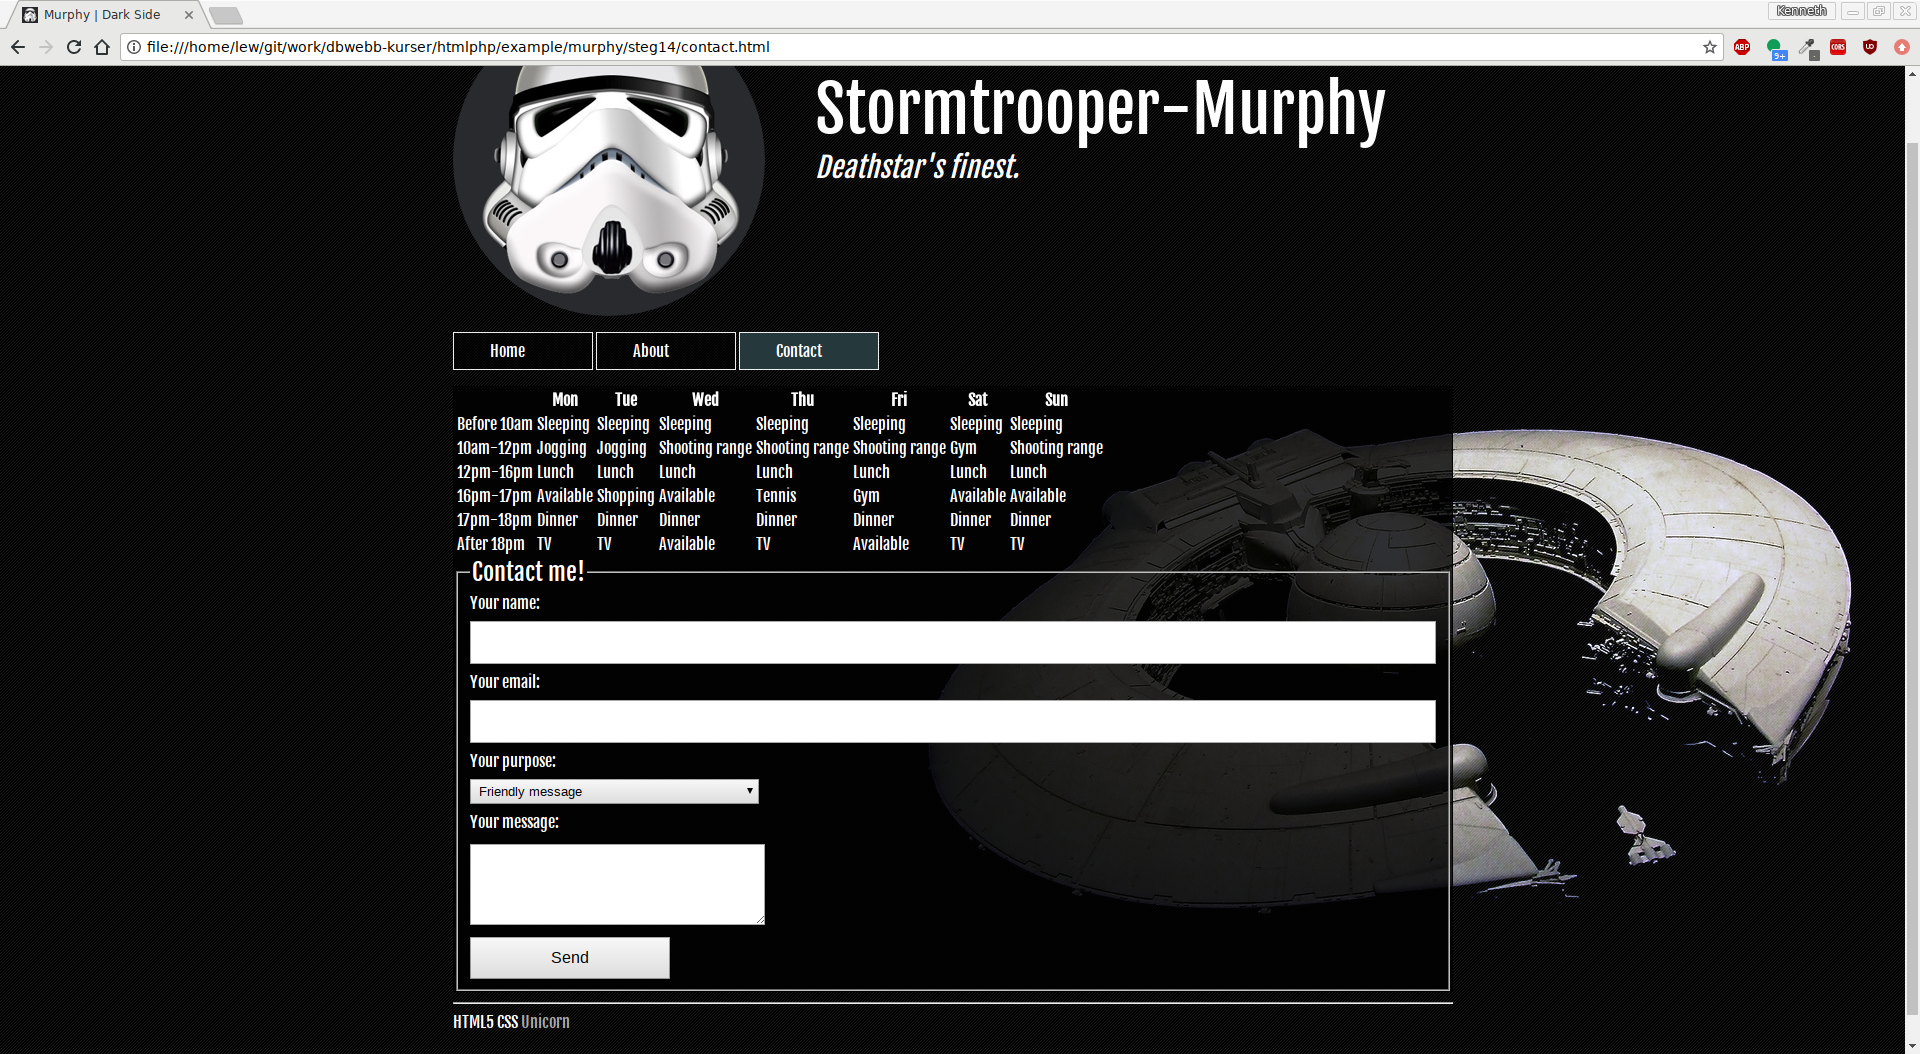 Murphy | Dark Side
Kenneth
file:///home/lew/git/work/dbwebb-kurser/htmlphp/example/murphy/steg14/contact.html
ABP
9+
CORS
UD
Stormtrooper-Murphy
Deathstar's finest.
Home About Contact
Mon Tue Wed Thu Fri Sat Sun
Before 10am Sleeping Sleeping Sleeping Sleeping Sleeping Sleeping Sleeping
10am-12pm Jogging Jogging Shooting range Shooting range Shooting range Gym Shooting range
12pm-16pm Lunch Lunch Lunch Lunch Lunch Lunch Lunch
16pm-17pm Available Shopping Available Tennis Gym Available Available
17pm-18pm Dinner Dinner Dinner Dinner Dinner Dinner Dinner
After 18pm TV TV Available TV Available TV TV
Contact me!
Your name:
Your email:
Your purpose:
Friendly message
Your message:
Send
HTML5 CSS Unicorn